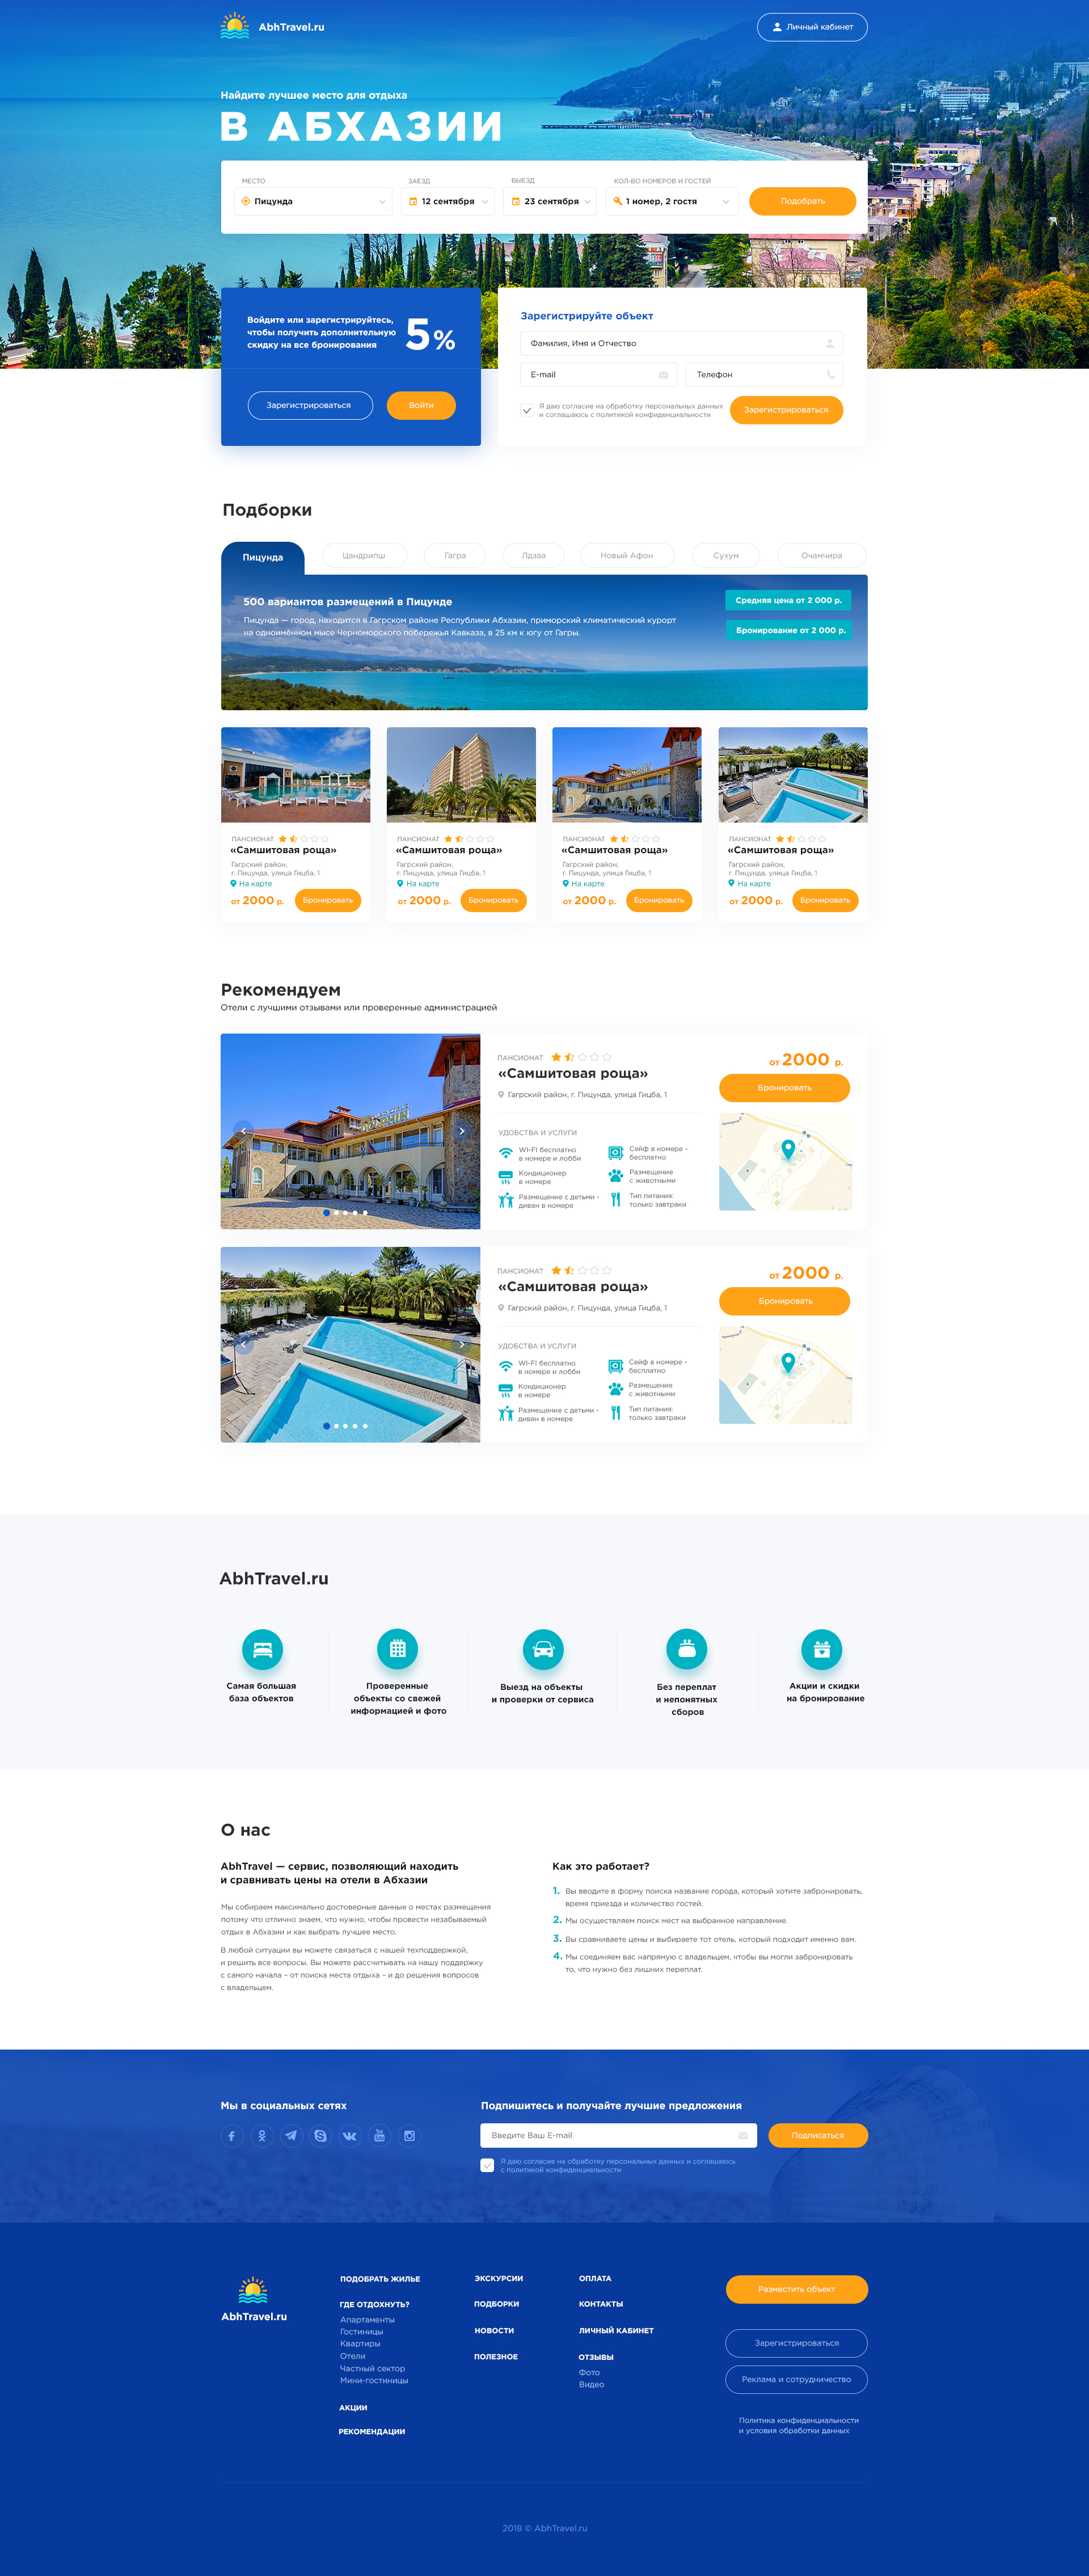 AbhTravel.ru
Личный кабинет
Найдите лучшее место для отдыха
В АБХАЗИИ
МЕСТО
ЗАЕЗД
ВЫЕЗД
КОЛ-ВО НОМЕРОВ И ГОСТЕЙ
Пицунда
12 сентября
23 сентября
1 номер, 2 гостя
Подобрать
Войдите или зарегистрируйтесь,
чтобы получить дополнительную
скидку на все бронирования
5%
Зарегистрироваться
Войти
Зарегистрируйте объект
Фамилия, Имя и Отчество
E-mail
Телефон
Я даю согласие на обработку персональных данных
и соглашаюсь с политикой конфиденциальности
Зарегистрироваться
Подборки
Пицунда
Цандрипш
Гагра
Лдзаа
Новый Афон
Сухум
Очамчира
500 вариантов размещений в Пицунде
Пицунда — город, находится в Гагрском районе Республики Абхазии, приморский климатический курорт
на одноимённом мысе Черноморского побережья Кавказа, в 25 км к югу от Гагры.
Средняя цена от 2 000 р.
Бронирование от 2 000 р.
ПАНСИОНАТ
«Самшитовая роща»
Гагрский район,
г. Пицунда, улица Гицба, 1
На карте
от 2000 р.
Бронировать
ПАНСИОНАТ
«Самшитовая роща»
Гагрский район,
г. Пицунда, улица Гицба, 1
На карте
от 2000 р.
Бронировать
ПАНСИОНАТ
«Самшитовая роща»
Гагрский район,
г. Пицунда, улица Гицба, 1
На карте
от 2000 р.
Бронировать
ПАНСИОНАТ
«Самшитовая роща»
Гагрский район,
г. Пицунда, улица Гицба, 1
На карте
от 2000 р.
Бронировать
Рекомендуем
Отели с лучшими отзывами или проверенные администрацией
ПАНСИОНАТ
«Самшитовая роща»
Гагрский район, г. Пицунда, улица Гицба, 1
УДОБСТВА И УСЛУГИ
WI-FI бесплатно
в номере и лобби
Кондиционер
в номере
Размещение с детьми -
диван в номере
Сейф в номере -
бесплатно
Размещение
с животными
Тип питания:
только завтраки
от 2000 р.
Бронировать
ПАНСИОНАТ
«Самшитовая роща»
Гагрский район, г. Пицунда, улица Гицба, 1
УДОБСТВА И УСЛУГИ
WI-FI бесплатно
в номере и лобби
Кондиционер
в номере
Размещение с детьми -
диван в номере
Сейф в номере -
бесплатно
Размещение
с животными
Тип питания:
только завтраки
от 2000 р.
Бронировать
AbhTravel.ru
Самая большая
база объектов
Проверенные
объекты со свежей
информацией и фото
Выезд на объекты
и проверки от сервиса
Без переплат
и непонятных
сборов
Акции и скидки
на бронирование
О нас
AbhTravel — сервис, позволяющий находить
и сравнивать цены на отели в Абхазии
Мы собираем максимально достоверные данные о местах размещения
потому что отлично знаем, что нужно, чтобы провести незабываемый
отдых в Абхазии и как выбрать лучшее место.
В любой ситуации вы можете связаться с нашей техподдержкой,
и решить все вопросы. Вы можете рассчитывать на нашу поддержку
с самого начала – от поиска места отдыха – и до решения вопросов
с владельцем.
Как это работает?
1. Вы вводите в форму поиска название города, который хотите забронировать,
время приезда и количество гостей.
2. Мы осуществляем поиск мест на выбранное направление.
3. Вы сравниваете цены и выбираете тот отель, который подходит именно вам.
4. Мы соединяем вас напрямую с владельцем, чтобы вы могли забронировать
то, что нужно без лишних переплат.
Мы в социальных сетях
Подпишитесь и получайте лучшие предложения
Введите Ваш E-mail
Подписаться
Я даю согласие на обработку персональных данных и соглашаюсь
с политикой конфиденциальности
AbhTravel.ru
ПОДОБРАТЬ ЖИЛЬЕ
ГДЕ ОТДОХНУТЬ?
Апартаменты
Гостиницы
Квартиры
Отели
Частный сектор
Мини-гостиницы
АКЦИИ
РЕКОМЕНДАЦИИ
ЭКСКУРСИИ
ПОДБОРКИ
НОВОСТИ
ПОЛЕЗНОЕ
ОПЛАТА
КОНТАКТЫ
ЛИЧНЫЙ КАБИНЕТ
ОТЗЫВЫ
Фото
Видео
Разместить объект
Зарегистрироваться
Реклама и сотрудничество
Политика конфиденциальности
и условия обработки данных
2018 © AbhTravel.ru